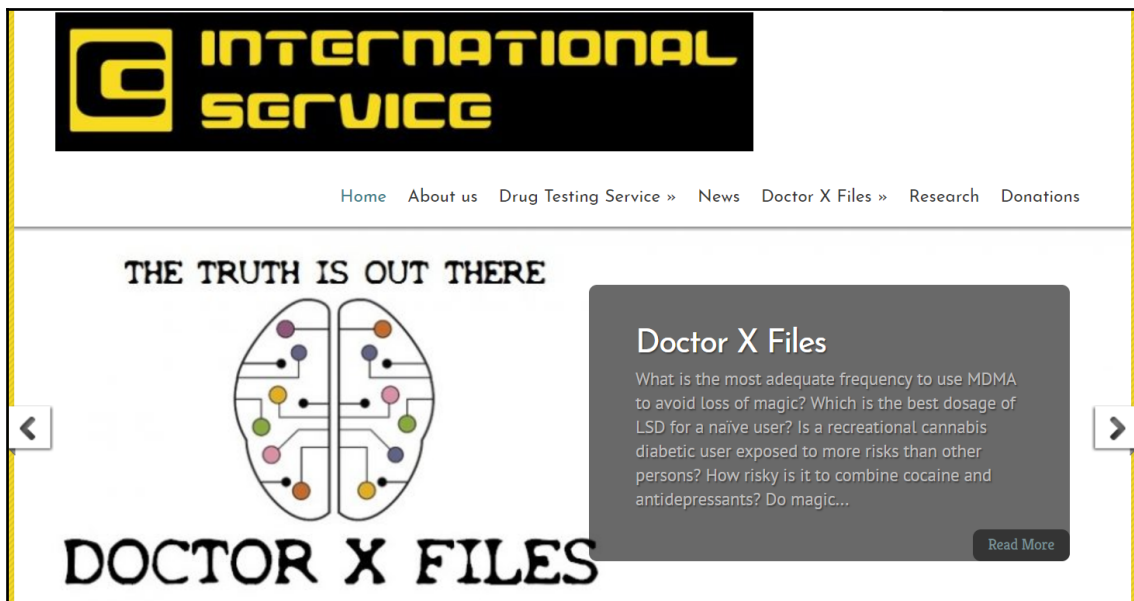 INTERNATIONAL
SERVICE
Home About us Drug Testing Service » News Doctor X Files » Research Donations
THE TRUTH IS OUT THERE
DOCTOR X FILES
Doctor X Files
What is the most adequate frequency to use MDMA
to avoid loss of magic? Which is the best dosage of
LSD for a naïve user? Is a recreational cannabis
diabetic user exposed to more risks than other
persons? How risky is it to combine cocaine and
antidepressants? Do magic...
Read More